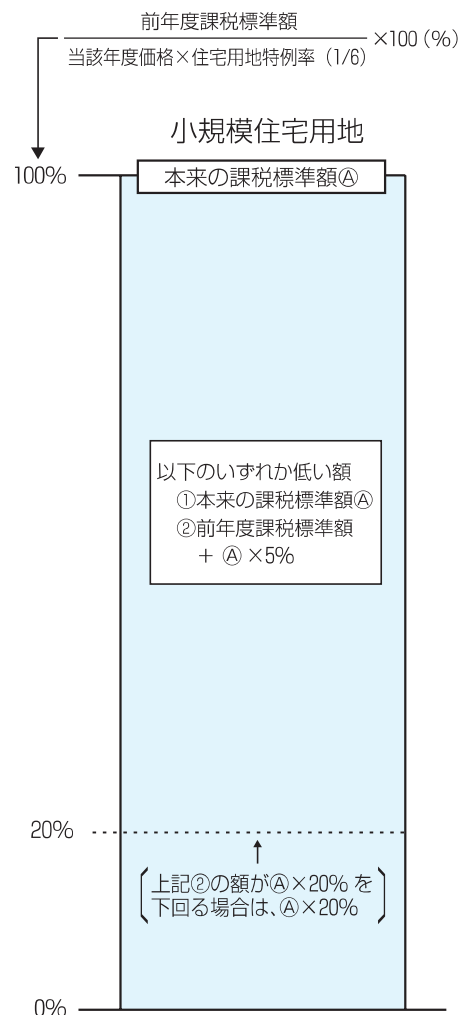 前年度課税標準額
当該年度価格×住宅用地特例率（1/6）
×100（%）
小規模住宅用地
100%
本来の課税標準額Ⓐ
以下のいずれか低い額
①本来の課税標準額Ⓐ
②前年度課税標準額
＋ Ⓐ ×5%
20%
上記②の額がⒶ×20% を
下回る場合は、Ⓐ×20%
0%